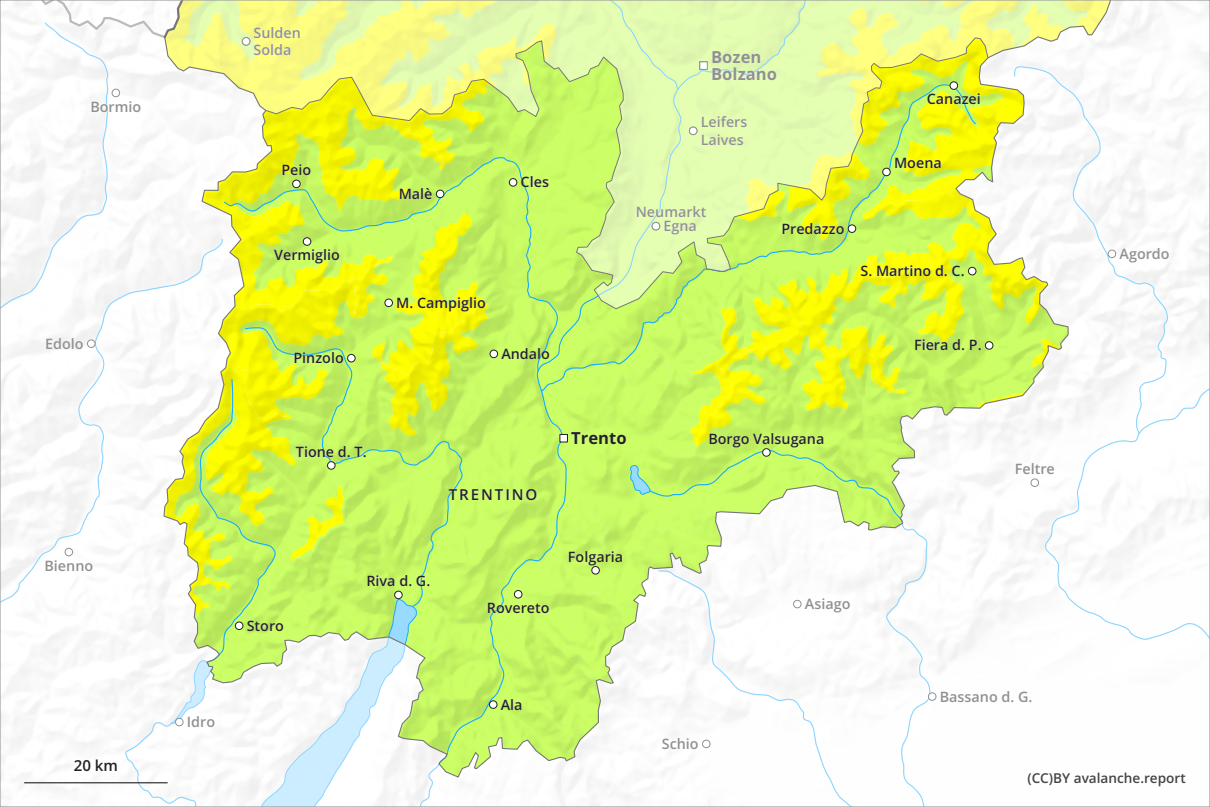 Sulden
Solda
Bozen
Bolzano
Bormio
Canazei
Leifers
Laives
Moena
Peio
Malè
Cles
Neumarkt
Egna
Predazzo
Vermiglio
Agordo
S. Martino d. C.
M. Campiglio
Edolo
Pinzolo
Andalo
Fiera d. P.
Trento
Borgo Valsugana
Tione d. T.
Feltre
TRENTINO
Bienno
Folgaria
Riva d. G.
Rovereto
Asiago
Storo
Bassano d. G.
Ala
Idro
Schio
20 km
(CC)BY avalanche.report